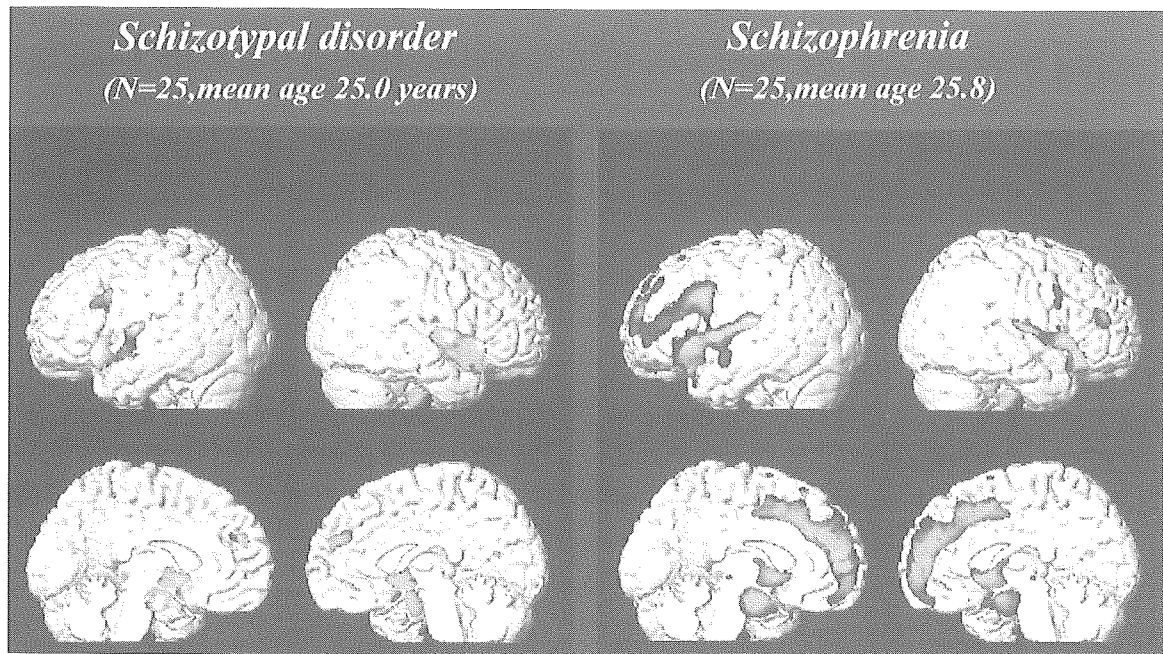 Schizotypal disorder
(N=25,mean age 25.0 years)
Schizophrenia
(N=25,mean age 25.8)